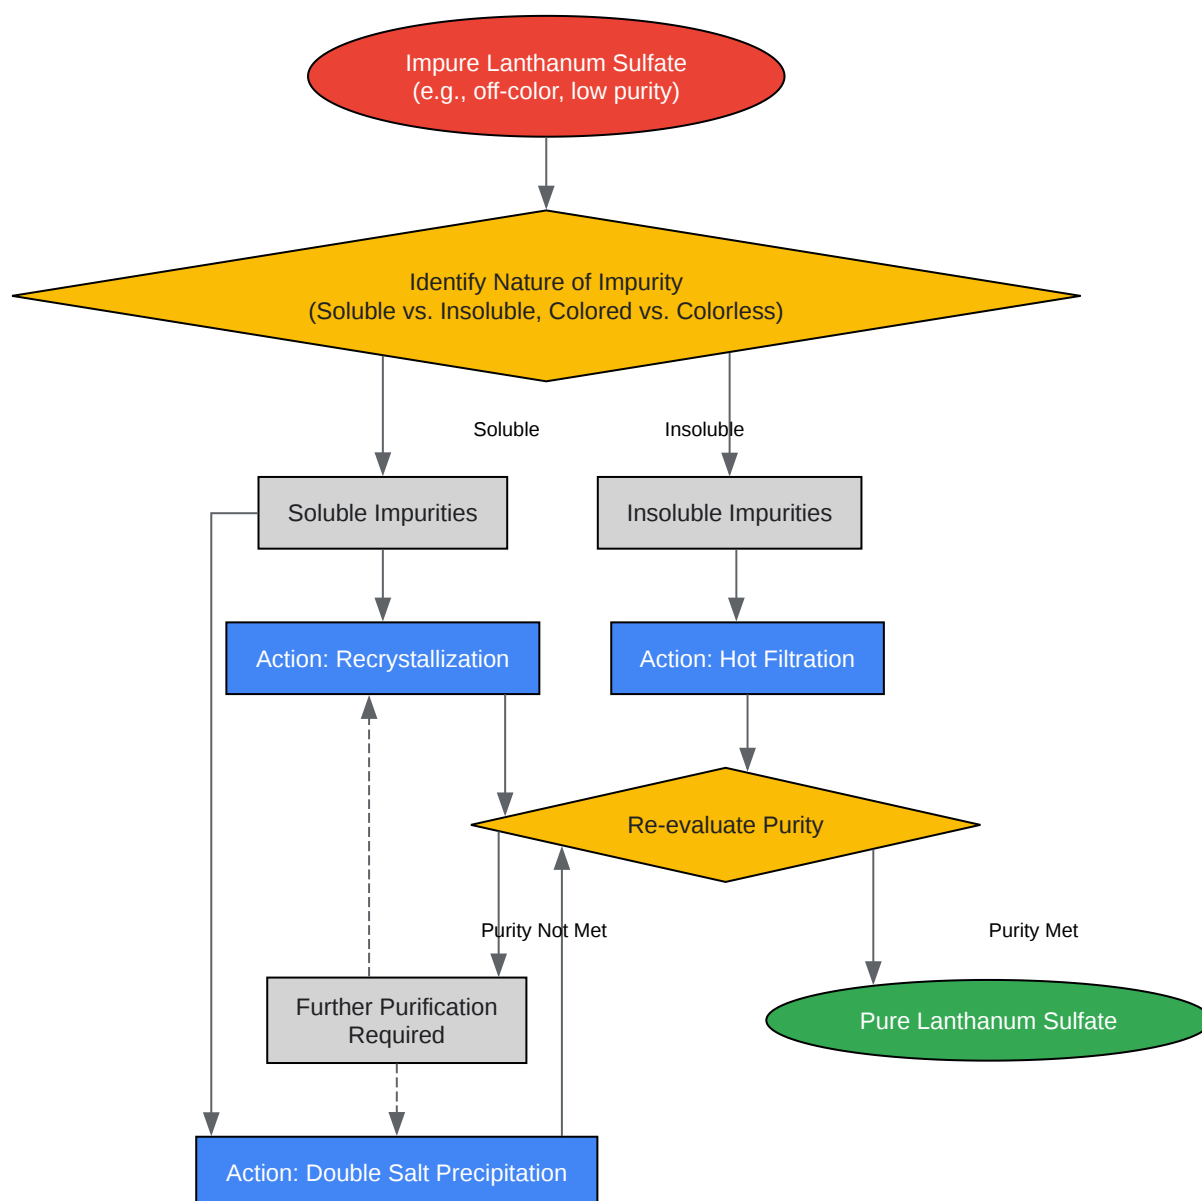 Impure Lanthanum Sulfate
(e.g., off-color, low purity)
Identify Nature of Impurity
(Soluble vs. Insoluble, Colored vs. Colorless)
Soluble
Insoluble
Soluble Impurities
Insoluble Impurities
Action: Recrystallization
Action: Hot Filtration
Re-evaluate Purity
Purity Not Met
Purity Met
Further Purification
Required
Pure Lanthanum Sulfate
Action: Double Salt Precipitation